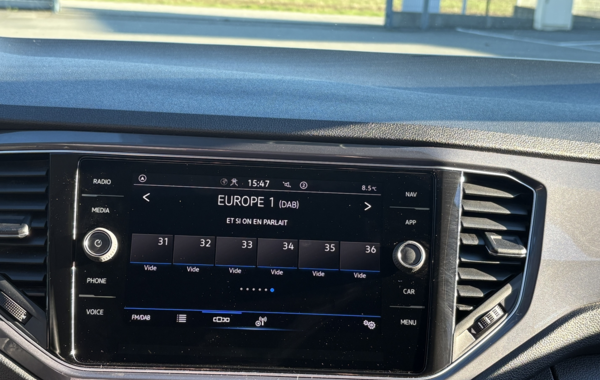 RADIO
15:47
8.5°C
NAV
EUROPE 1 (DAB)
MEDIA
APP
ET SI ON EN PARLAIT
31 32 33 34 35 36
Vide Vide Vide Vide Vide Vide
PHONE
CAR
VOICE
FM/DAB
MENU